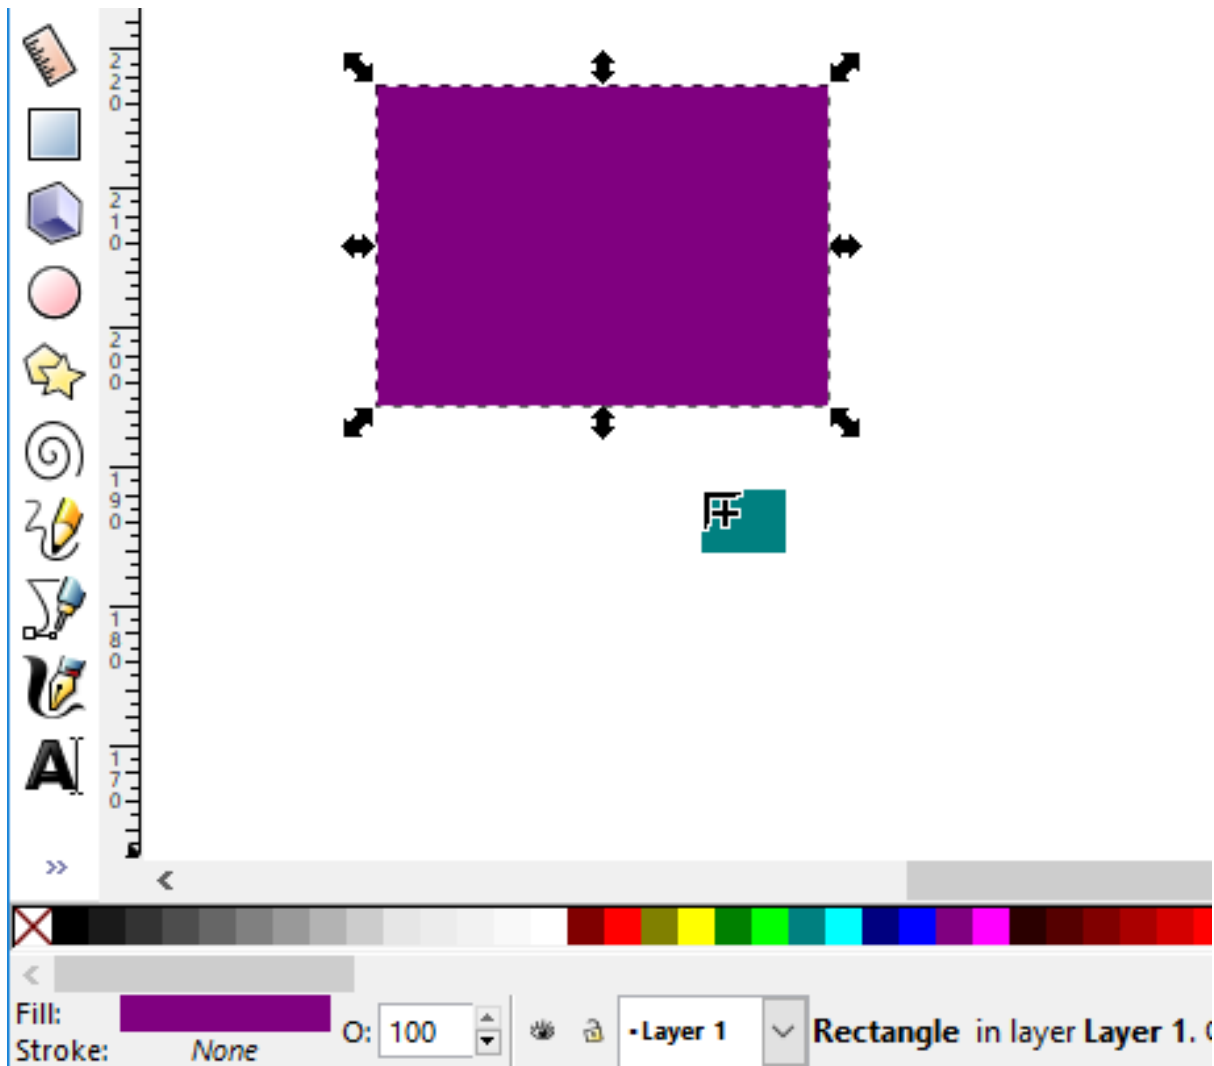 220
210
200
190
180
170
Fill:
Stroke: None
O: 100
Layer 1
Rectangle in layer Layer 1.